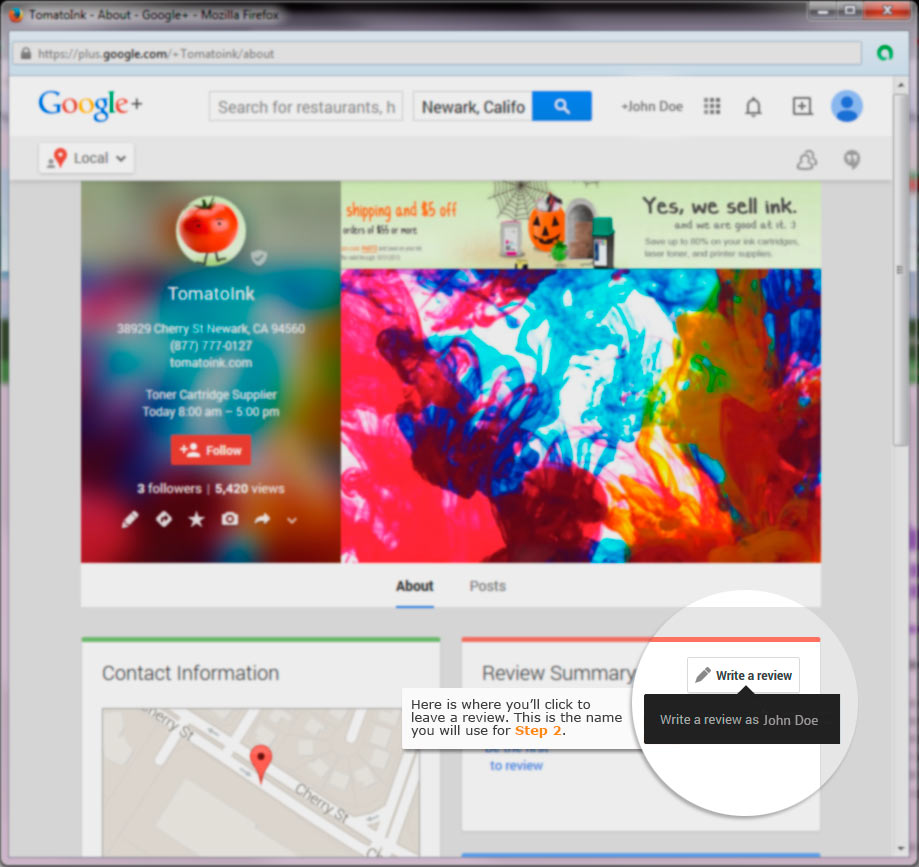 TomatoInk - About - Google+ - Mozilla Firefox
https://plus.google.com/+Tomatoink/about
Google+
Search for restaurants, h
Newark, Califo
+John Doe
Local
shipping and $5 off
orders of $55 or more
Yes, we sell ink.
and we are good at it. :)
Save up to 80% on your ink cartridges,
laser toner, and printer supplies.
TomatoInk
38929 Cherry St Newark, CA 94560
(877) 777-0127
tomatoink.com
Toner Cartridge Supplier
Today 8:00 am – 5:00 pm
Follow
3 followers | 5,420 views
About
Posts
Contact Information
Review Summary
Write a review
Write a review as John Doe
Here is where you'll click to
leave a review. This is the name
you will use for Step 2.
Be the first
to review
Cherry St
Cherry St